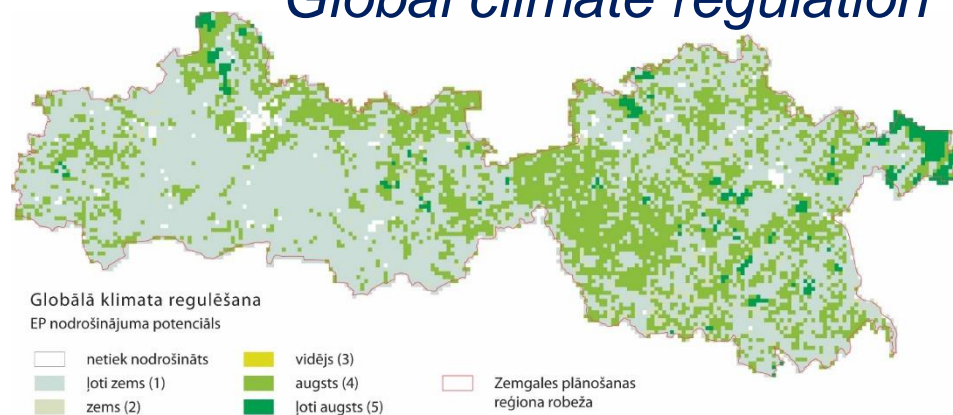 Global climate regulation
Globālā klimata regulēšana
EP nodrošinājuma potenciāls
netiek nodrošināts
ļoti zems (1)
zems (2)
vidējs (3)
augsts (4)
ļoti augsts (5)
Zemgales plānošanas
reģiona robeža